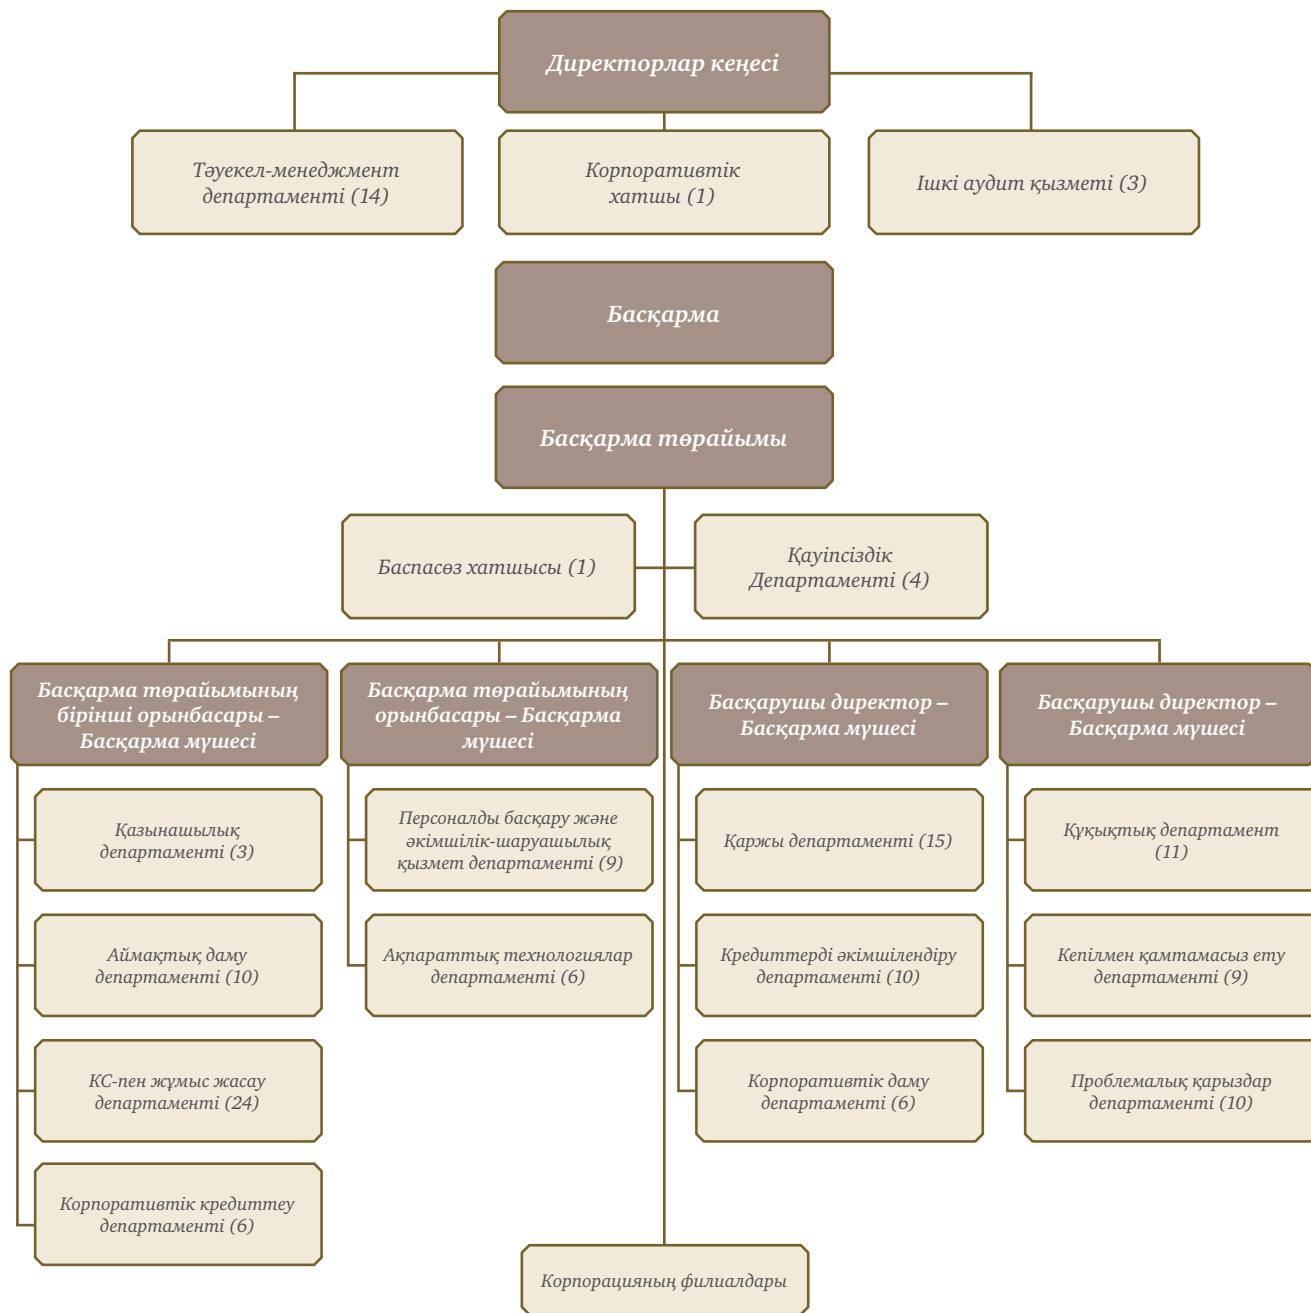 Директорлар кеңесі
Тәуекел-менеджмент
департаменті (14)
Корпоративтік
хатшы (1)
Ішкі аудит қызметі (3)
Басқарма
Басқарма төрайымы
Баспасөз хатшысы (1)
Қауіпсіздік
Департаменті (4)
Басқарма төрайымының
бірінші орынбасары –
Басқарма мүшесі
Басқарма төрайымының
орынбасары – Басқарма
мүшесі
Басқарушы директор –
Басқарма мүшесі
Басқарушы директор –
Басқарма мүшесі
Қазынашылық
департаменті (3)
Аймақтық даму
департаменті (10)
КС-пен жұмыс жасау
департаменті (24)
Корпоративтік кредиттеу
департаменті (6)
Персоналды басқару және
әкімшілік-шаруашылық
қызмет департаменті (9)
Ақпараттық технологиялар
департаменті (6)
Қаржы департаменті (15)
Кредиттерді әкімшілендіру
департаменті (10)
Корпоративтік даму
департаменті (6)
Құқықтық департамент
(11)
Кепілмен қамтамасыз ету
департаменті (9)
Проблемалық қарыздар
департаменті (10)
Корпорацияның филиалдары